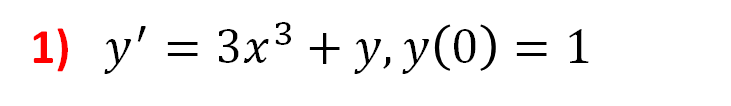 1) y′ = 3x³ + y, y(0) = 1